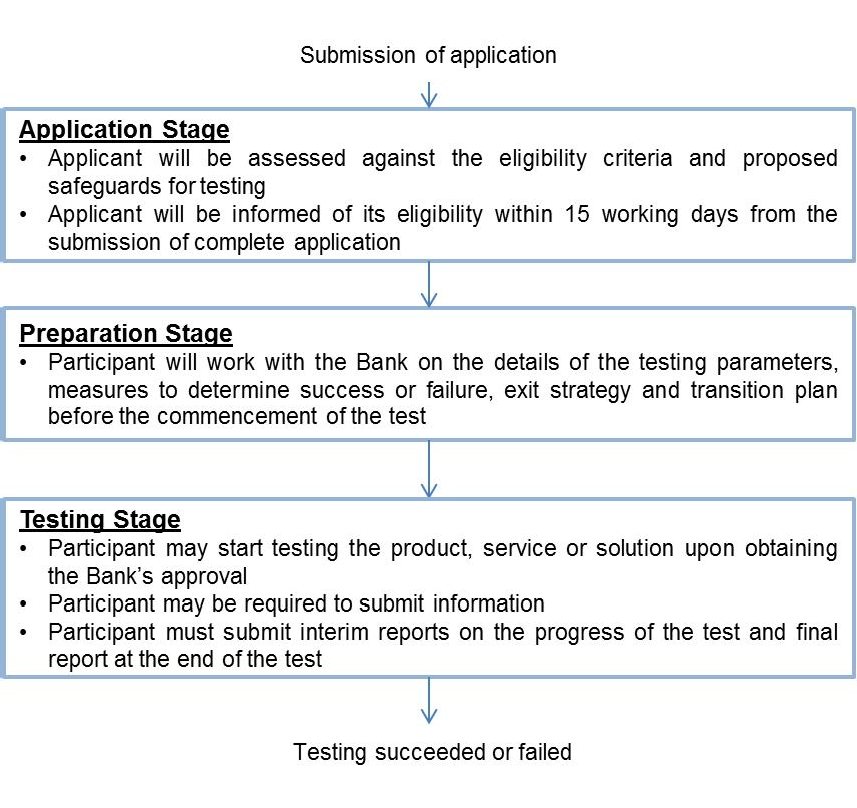 Submission of application
Application Stage
• Applicant will be assessed against the eligibility criteria and proposed
safeguards for testing
• Applicant will be informed of its eligibility within 15 working days from the
submission of complete application
Preparation Stage
• Participant will work with the Bank on the details of the testing parameters,
measures to determine success or failure, exit strategy and transition plan
before the commencement of the test
Testing Stage
• Participant may start testing the product, service or solution upon obtaining
the Bank’s approval
• Participant may be required to submit information
• Participant must submit interim reports on the progress of the test and final
report at the end of the test
Testing succeeded or failed